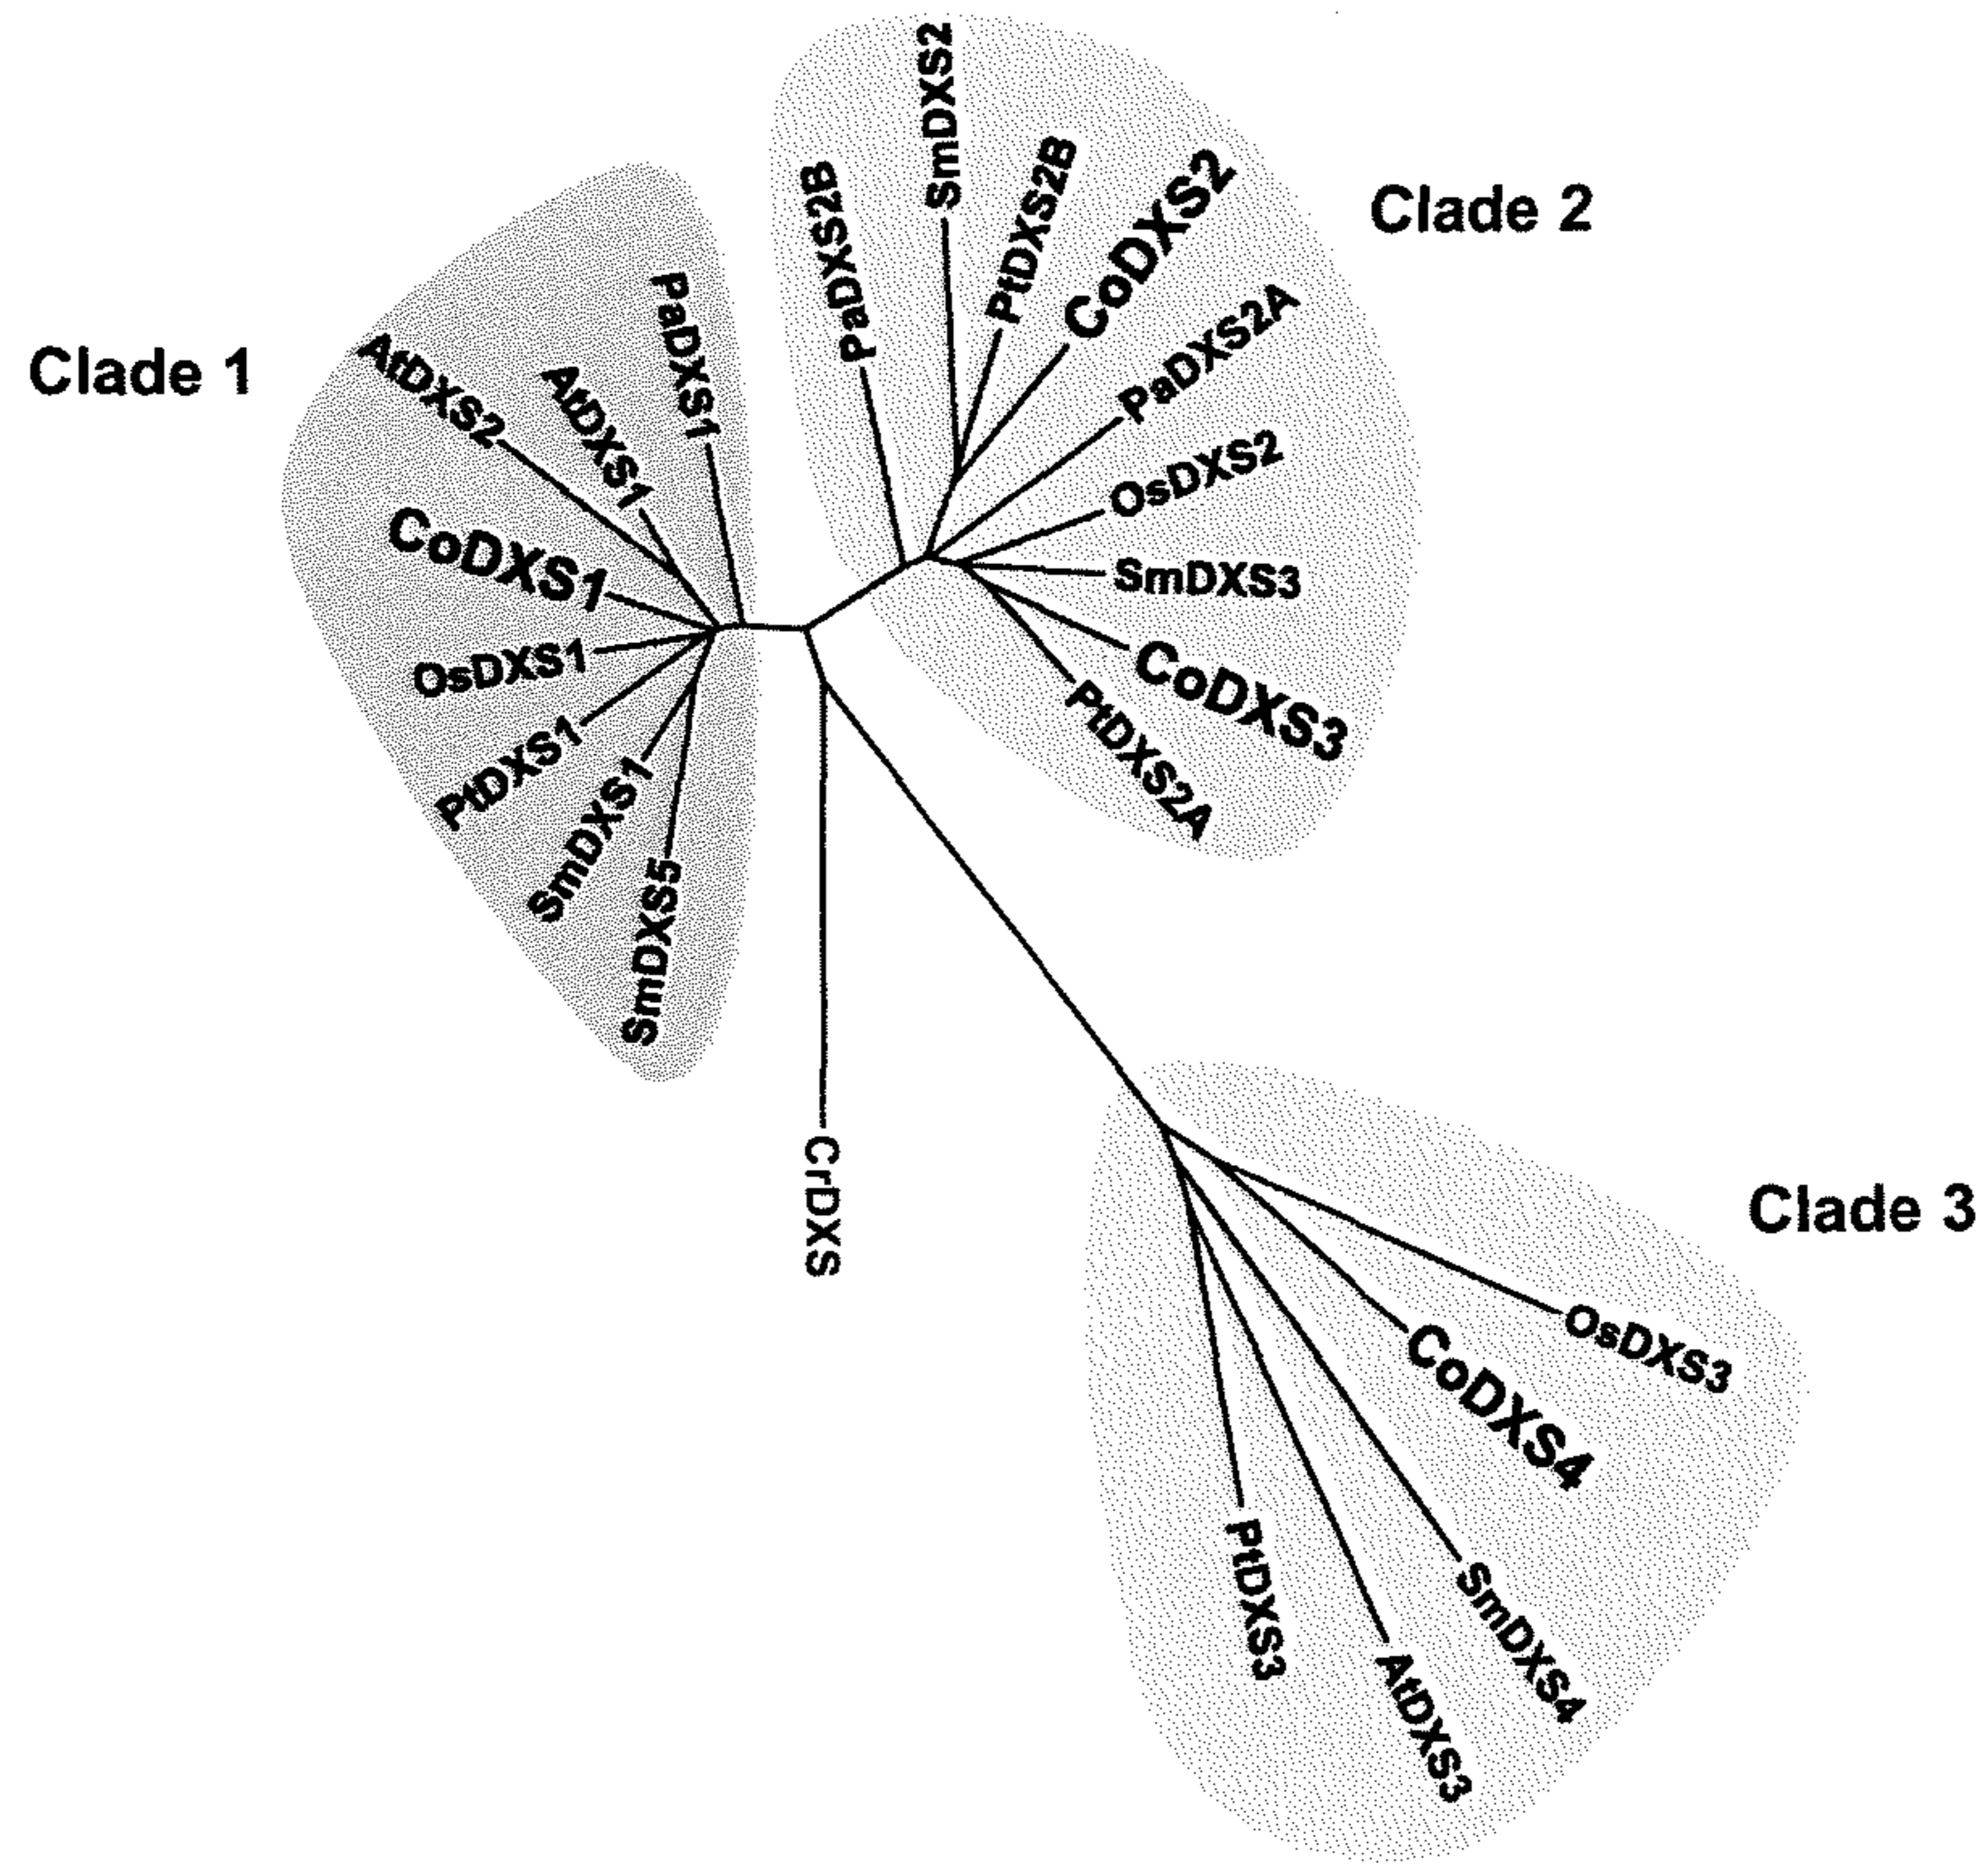 Clade 1
AtDXS2
AtDXS1
PaDXS1
CoDXS1
OsDXS1
PtDXS1
SmDXS1
SmDXS5
Clade 2
PaDXS2B
SmDXS2
PtDXS2B
CoDXS2
PaDXS2A
OsDXS2
SmDXS3
CoDXS3
PtDXS2A
CrDXS
Clade 3
OsDXS3
CoDXS4
SmDXS4
AtDXS3
PtDXS3